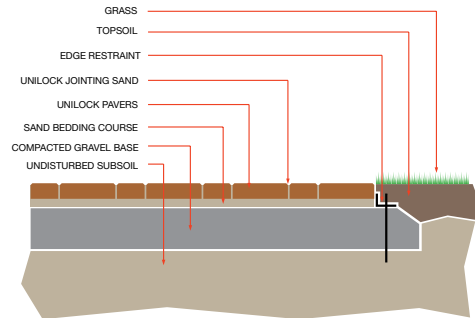 GRASS
TOPSOIL
EDGE RESTRAINT
UNILOCK JOINTING SAND
UNILOCK PAVERS
SAND BEDDING COURSE
COMPACTED GRAVEL BASE
UNDISTURBED SUBSOIL